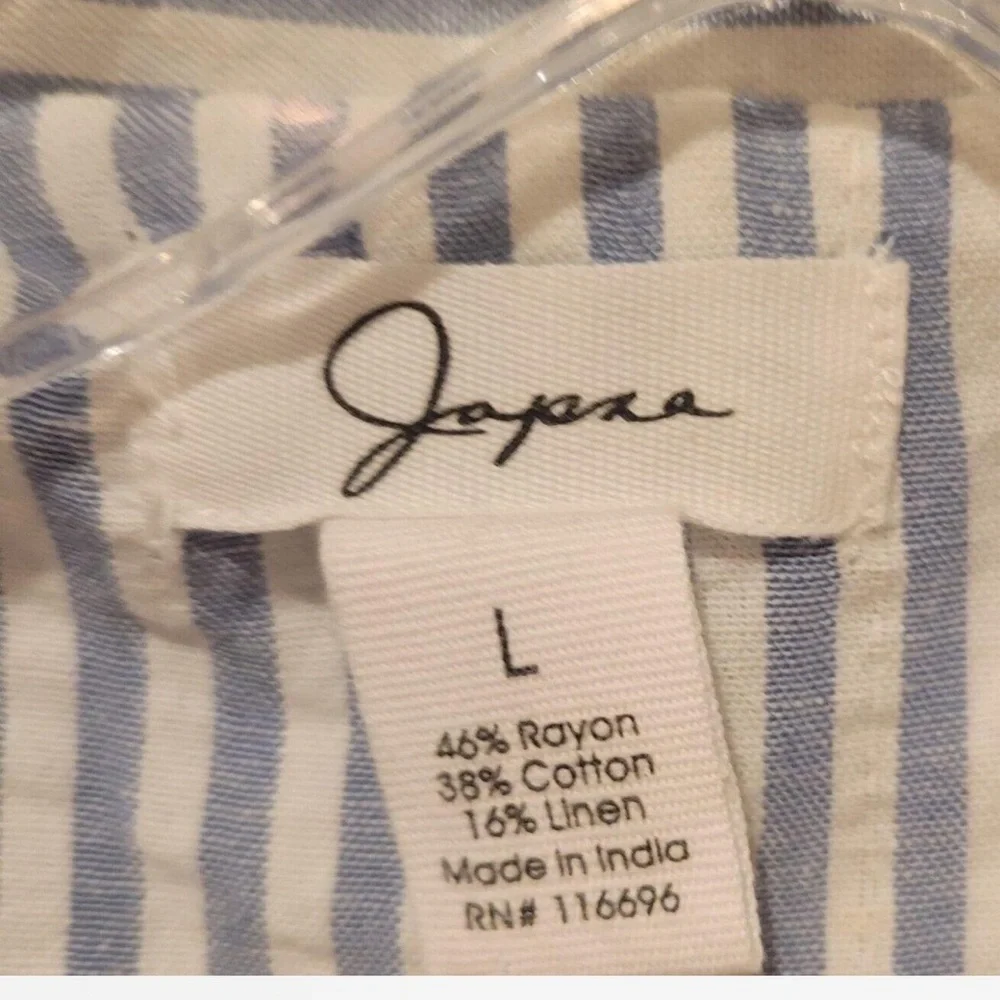 Japna
L
46% Rayon
38% Cotton
16% Linen
Made in India
RN# 116696